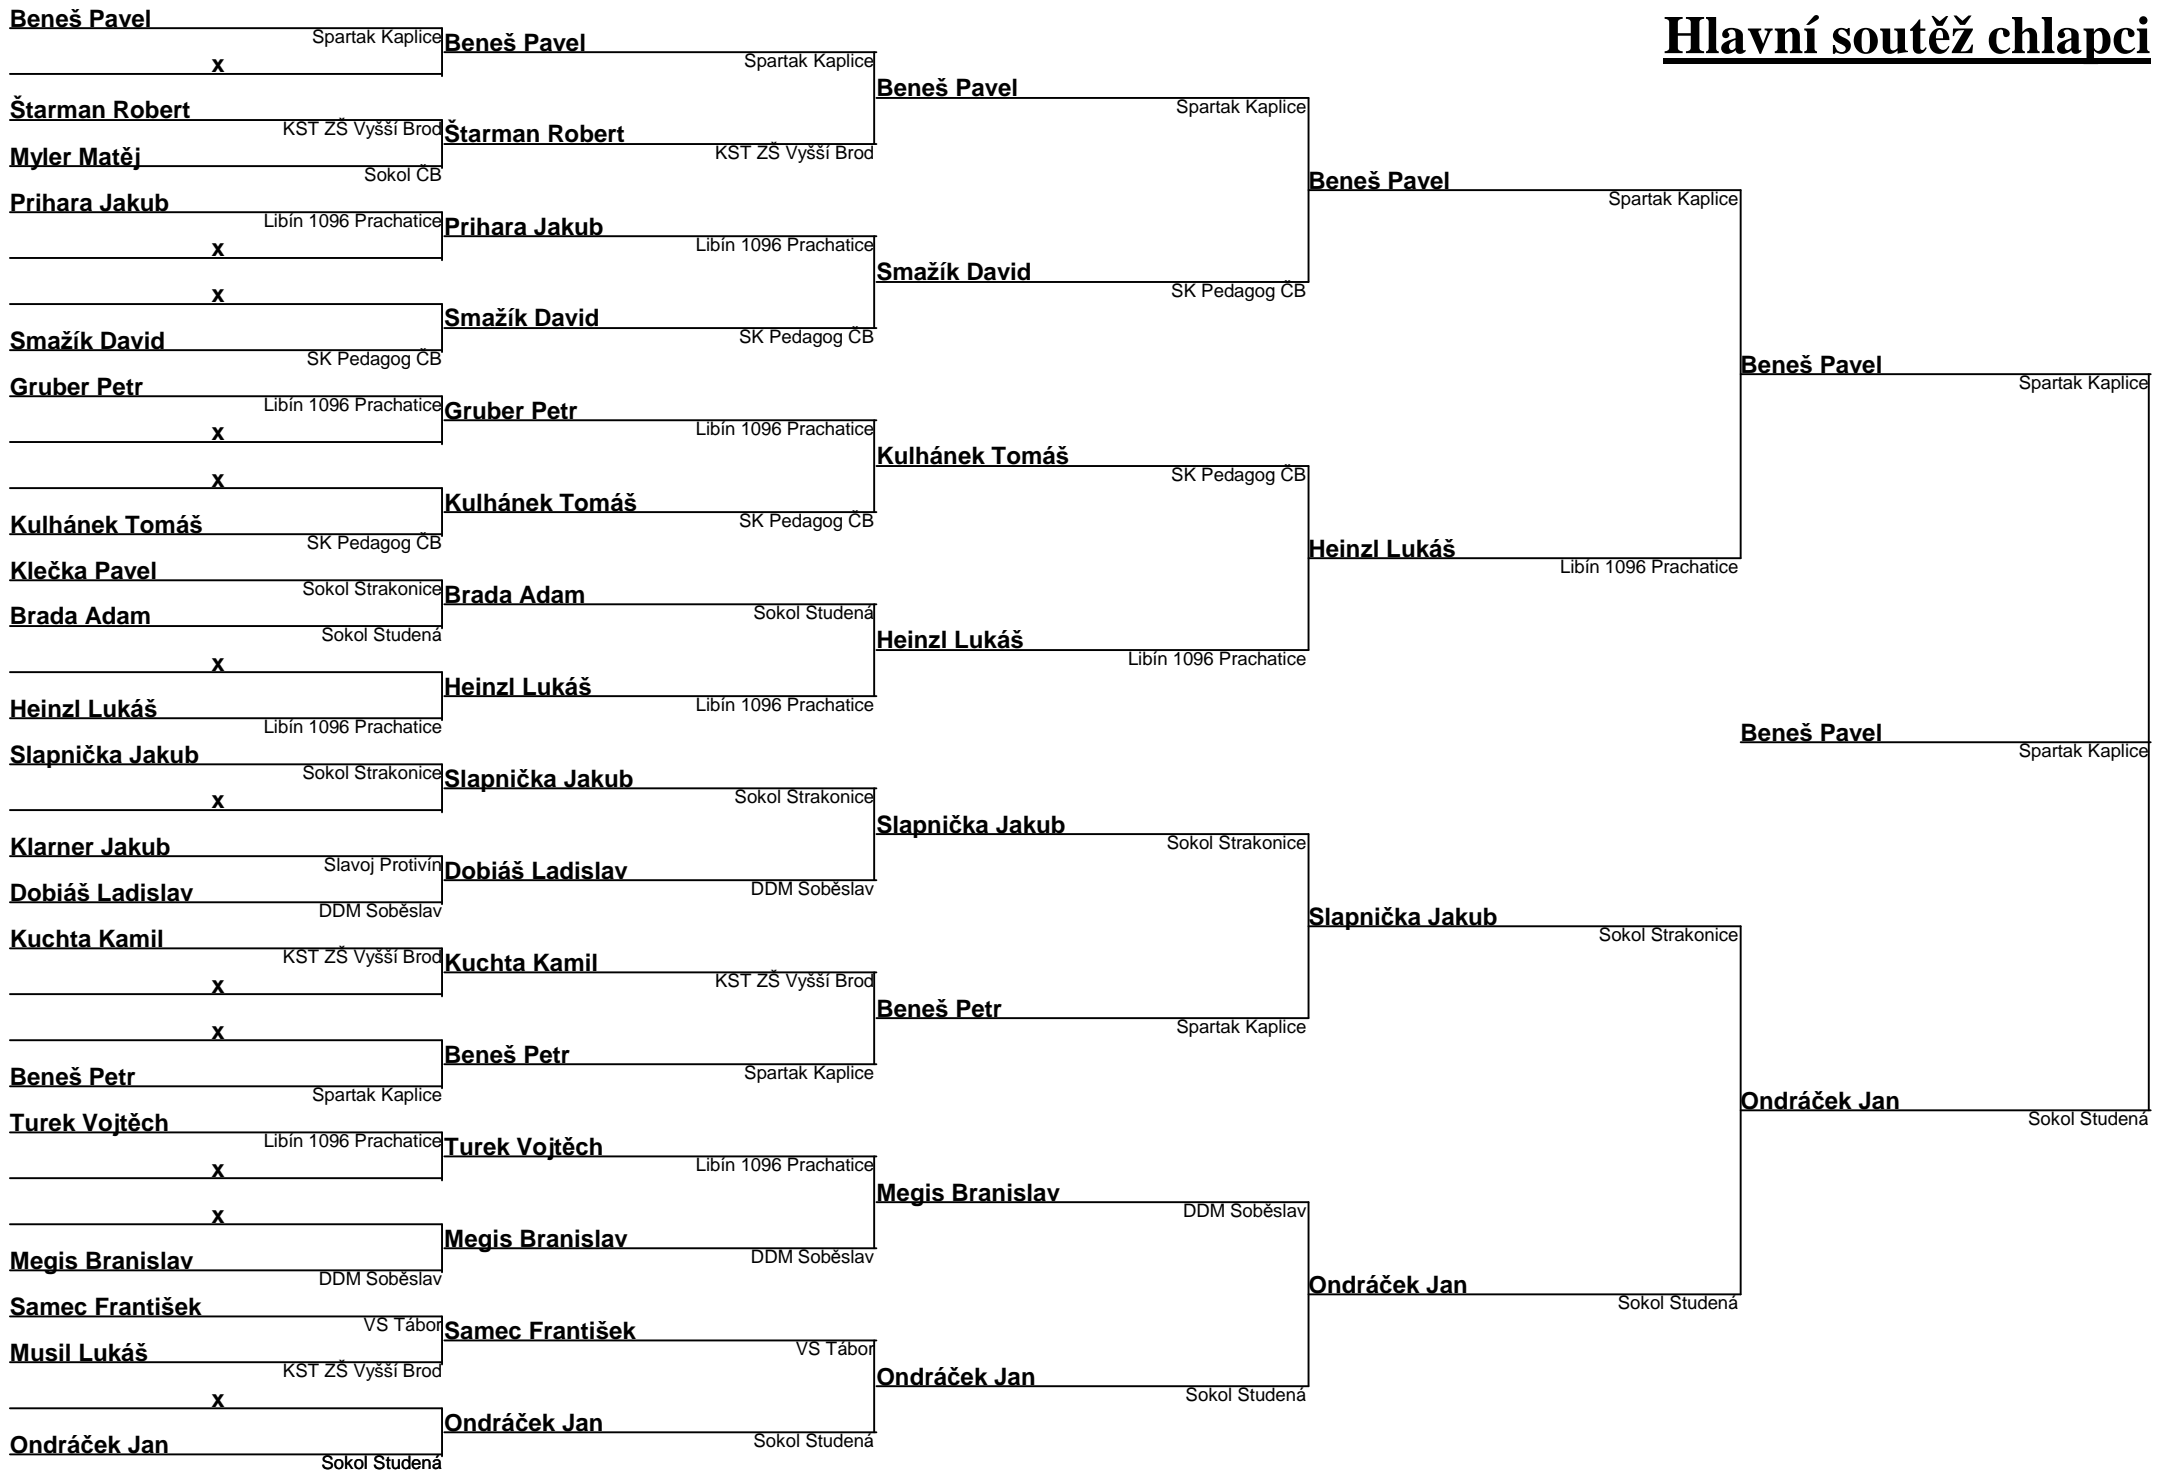 Hlavní soutěž chlapci
Beneš Pavel
Spartak Kaplice
x
Štarman Robert
KST ZŠ Vyšší Brod
Myler Matěj
Sokol ČB
Prihara Jakub
Libín 1096 Prachatice
x
x
Smažík David
SK Pedagog ČB
Gruber Petr
Libín 1096 Prachatice
x
x
Kulhánek Tomáš
SK Pedagog ČB
Klečka Pavel
Sokol Strakonice
Brada Adam
Sokol Studená
x
Heinzl Lukáš
Libín 1096 Prachatice
Slapnička Jakub
Sokol Strakonice
x
Klarner Jakub
Slavoj Protivín
Dobiáš Ladislav
DDM Soběslav
Kuchta Kamil
KST ZŠ Vyšší Brod
x
x
Beneš Petr
Spartak Kaplice
Turek Vojtěch
Libín 1096 Prachatice
x
x
Megis Branislav
DDM Soběslav
Samec František
VS Tábor
Musil Lukáš
KST ZŠ Vyšší Brod
x
Ondráček Jan
Sokol Studená
Beneš Pavel
Spartak Kaplice
Štarman Robert
KST ZŠ Vyšší Brod
Prihara Jakub
Libín 1096 Prachatice
Smažík David
SK Pedagog ČB
Gruber Petr
Libín 1096 Prachatice
Kulhánek Tomáš
SK Pedagog ČB
Brada Adam
Sokol Studená
Heinzl Lukáš
Libín 1096 Prachatice
Slapnička Jakub
Sokol Strakonice
Dobiáš Ladislav
DDM Soběslav
Kuchta Kamil
KST ZŠ Vyšší Brod
Beneš Petr
Spartak Kaplice
Turek Vojtěch
Libín 1096 Prachatice
Megis Branislav
DDM Soběslav
Samec František
VS Tábor
Ondráček Jan
Sokol Studená
Beneš Pavel
Spartak Kaplice
Smažík David
SK Pedagog ČB
Kulhánek Tomáš
SK Pedagog ČB
Heinzl Lukáš
Libín 1096 Prachatice
Slapnička Jakub
Sokol Strakonice
Beneš Petr
Spartak Kaplice
Megis Branislav
DDM Soběslav
Ondráček Jan
Sokol Studená
Beneš Pavel
Spartak Kaplice
Heinzl Lukáš
Libín 1096 Prachatice
Slapnička Jakub
Sokol Strakonice
Ondráček Jan
Sokol Studená
Beneš Pavel
Spartak Kaplice
Beneš Pavel
Spartak Kaplice
Ondráček Jan
Sokol Studená